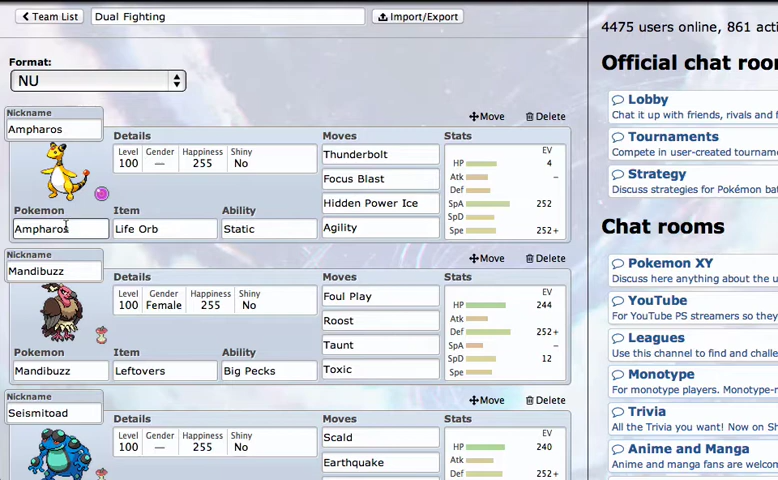 Team List
Dual Fighting
Import/Export
Format:
NU
Nickname
Ampharos
Move
Delete
Details
Level Gender Happiness Shiny
100 — 255 No
Moves
Thunderbolt
Focus Blast
Hidden Power Ice
Agility
Stats
EV
HP 4
Atk –
Def
SpA 252
SpD
Spe 252+
Pokemon Item Ability
Ampharos Life Orb Static
Nickname
Mandibuzz
Move
Delete
Details
Level Gender Happiness Shiny
100 Female 255 No
Moves
Foul Play
Roost
Taunt
Toxic
Stats
EV
HP 244
Atk
Def 252+
SpA –
SpD 12
Spe
Pokemon Item Ability
Mandibuzz Leftovers Big Pecks
Nickname
Seismitoad
Move
Delete
Details
Level Gender Happiness Shiny
100 — 255 No
Moves
Scald
Earthquake
Stats
EV
HP 240
Atk
Def 252+
4475 users online, 861 acti
Official chat roo
Lobby
Chat it up with friends, rivals and f
Tournaments
Compete in user-created tourname
Strategy
Discuss strategies for Pokémon bat
Chat rooms
Pokemon XY
Discuss here anything about the u
YouTube
For YouTube PS streamers so they
Leagues
Use this channel to find and challe
Monotype
For monotype players. Monotype-m
Trivia
All the Trivia you want! Now on Sh
Anime and Manga
Anime and manga fans are welcom